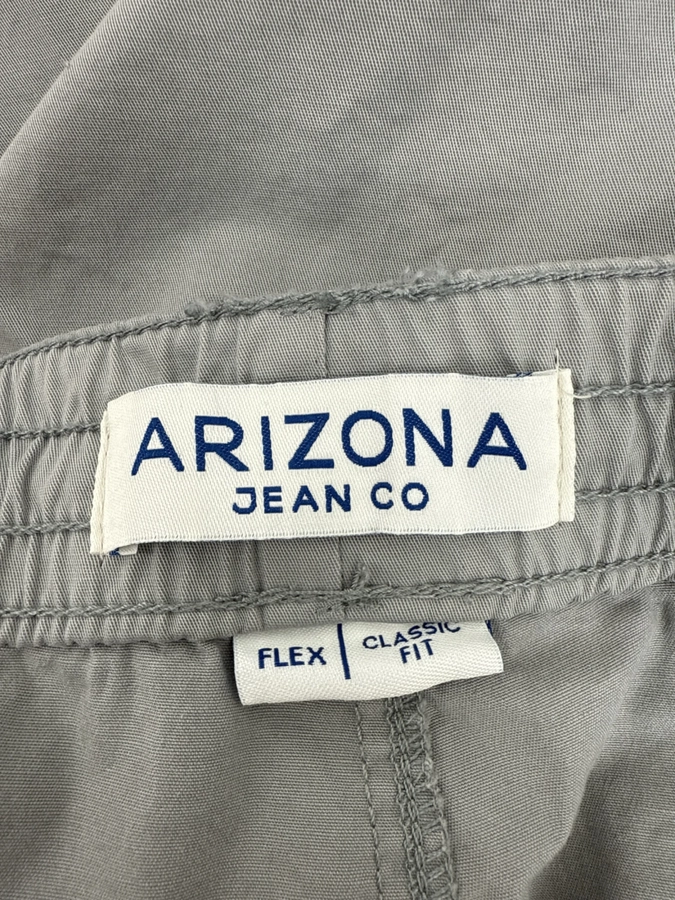 ARIZONA
JEAN CO
FLEX | CLASSIC
FIT